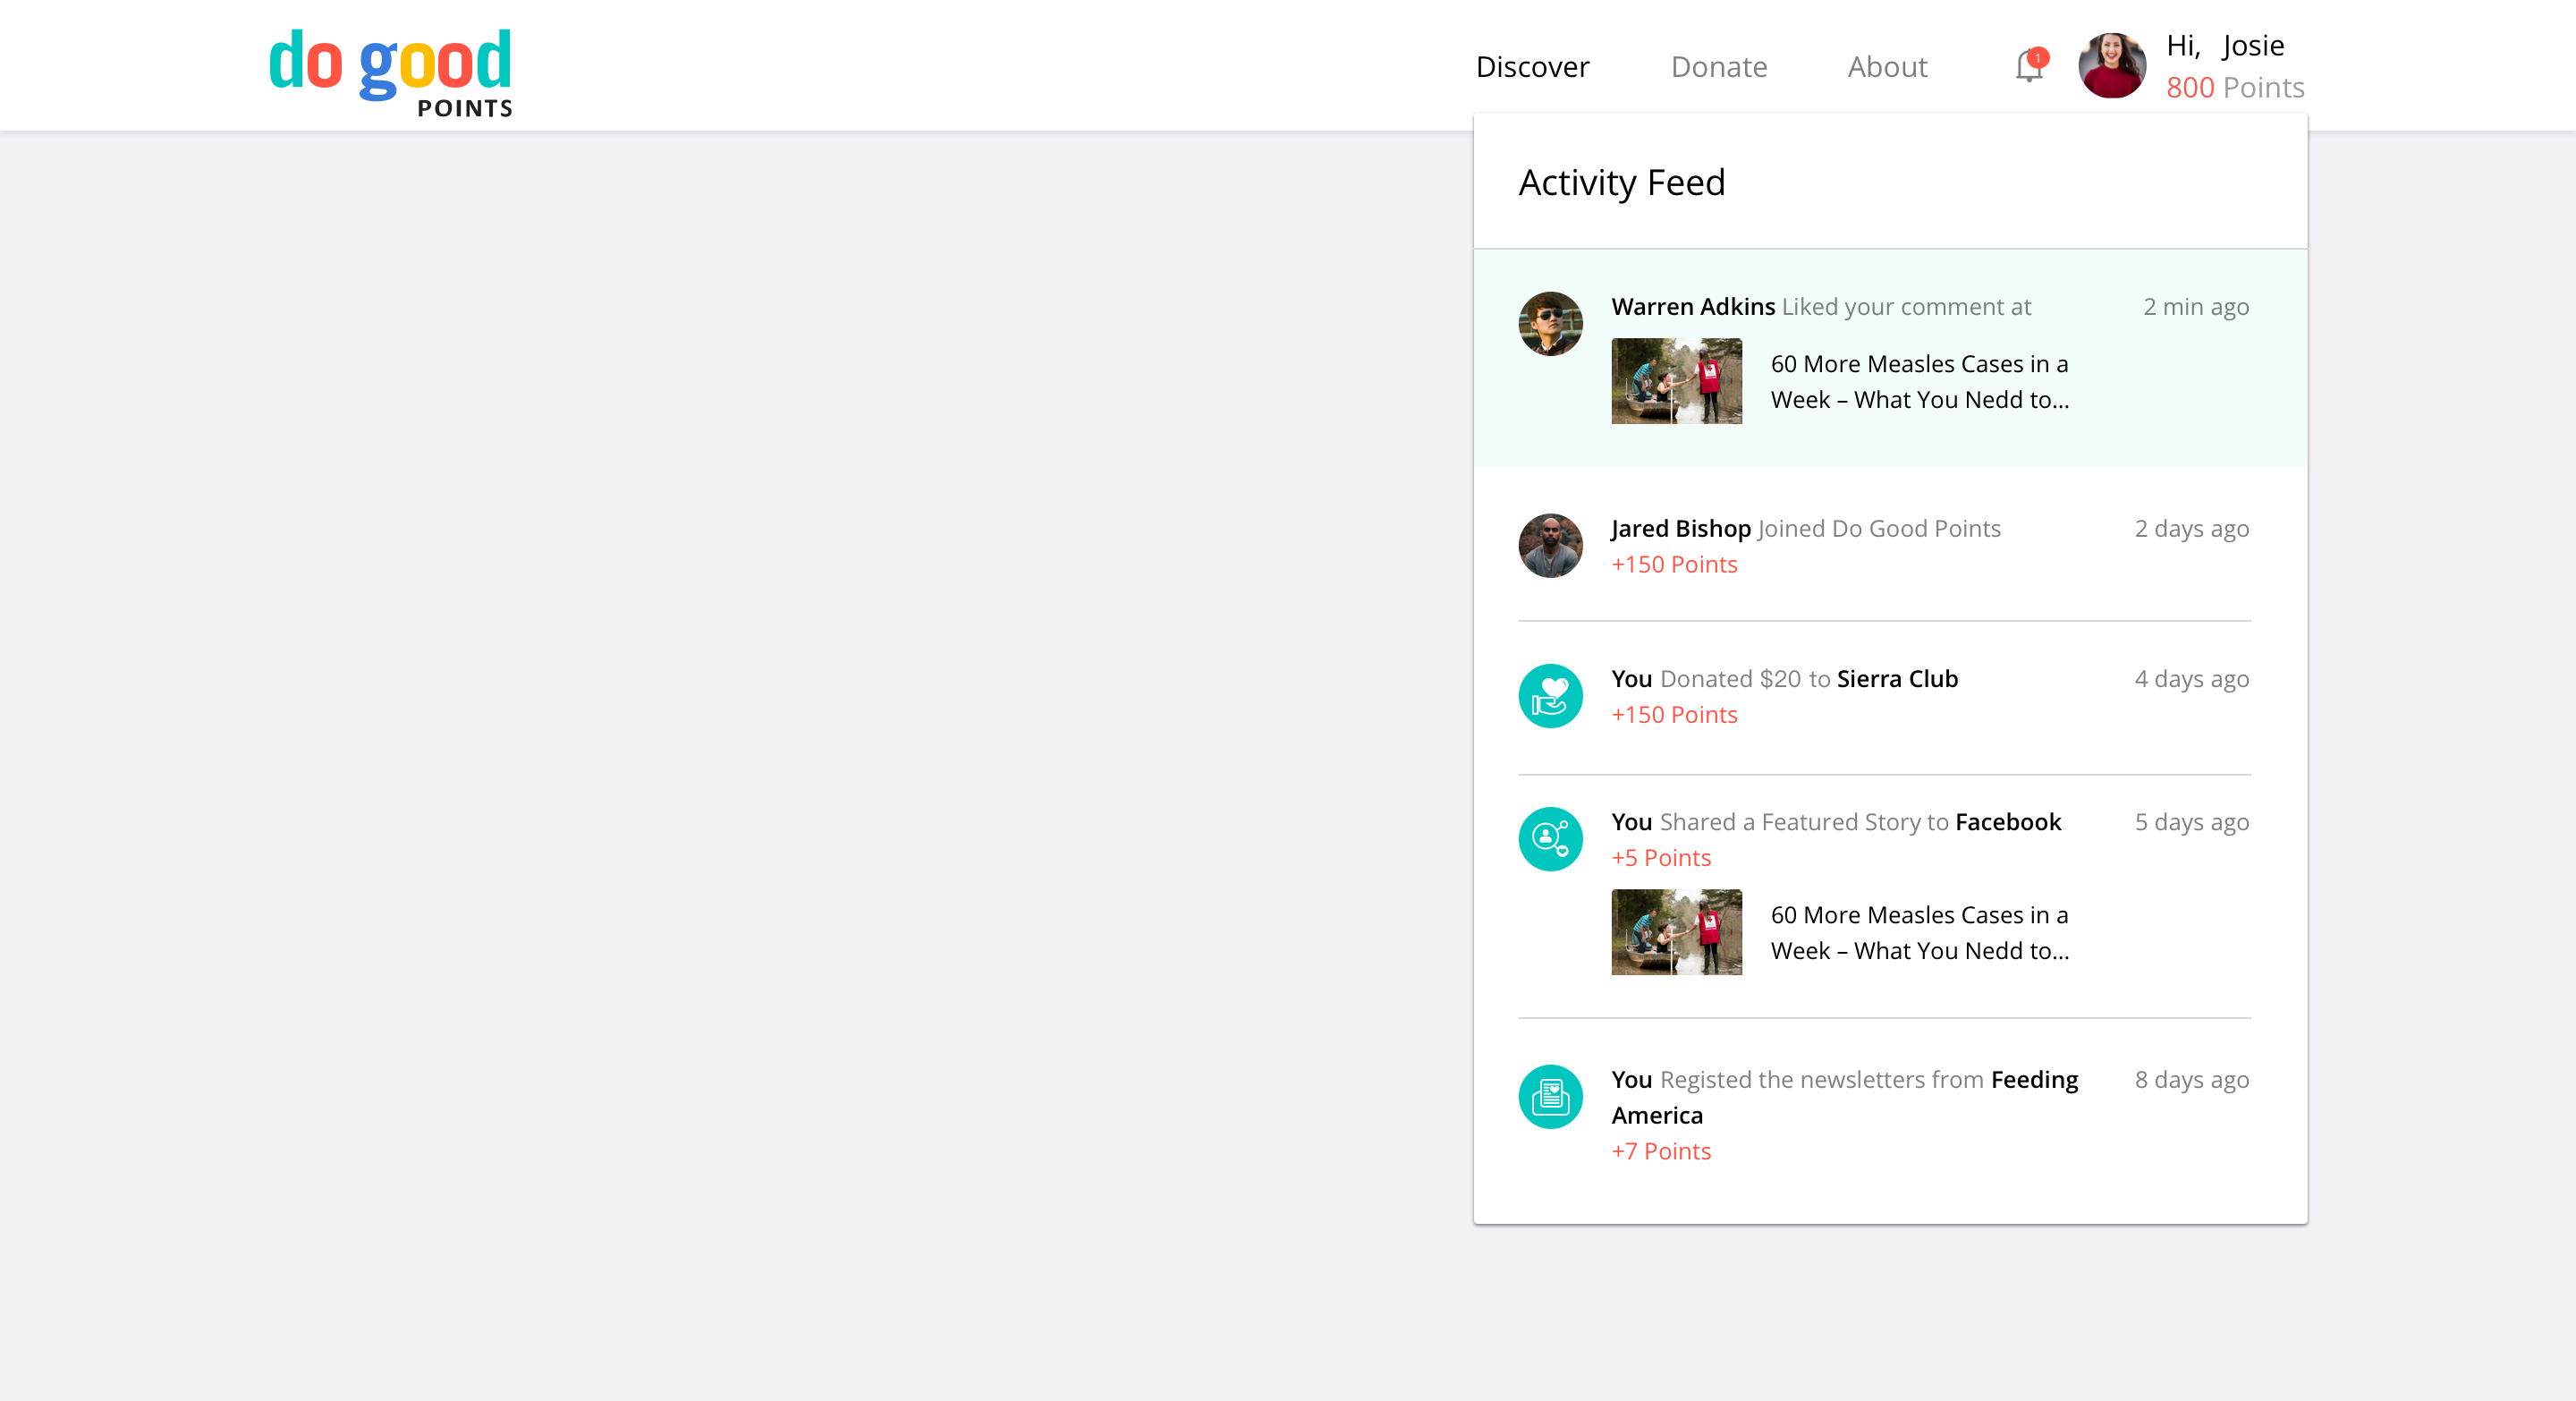 do good
POINTS
Discover
Donate
About
1
Hi, Josie
800 Points
Activity Feed
Warren Adkins Liked your comment at
2 min ago
60 More Measles Cases in a
Week – What You Nedd to...
Jared Bishop Joined Do Good Points
2 days ago
+150 Points
You Donated $20 to Sierra Club
4 days ago
+150 Points
You Shared a Featured Story to Facebook
5 days ago
+5 Points
60 More Measles Cases in a
Week – What You Nedd to...
You Registed the newsletters from Feeding
8 days ago
America
+7 Points